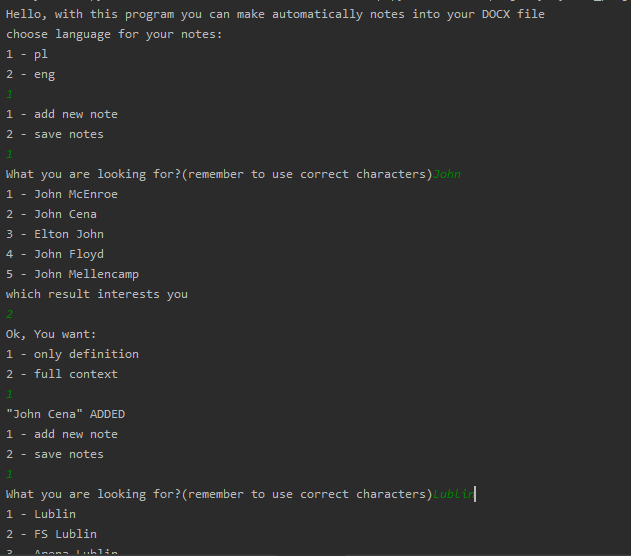 Hello, with this program you can make automatically notes into your DOCX file
choose language for your notes:
1 - pl
2 - eng
1
1 - add new note
2 - save notes
1
What you are looking for?(remember to use correct characters)John
1 - John McEnroe
2 - John Cena
3 - Elton John
4 - John Floyd
5 - John Mellencamp
which result interests you
2
Ok, You want:
1 - only definition
2 - full context
1
"John Cena" ADDED
1 - add new note
2 - save notes
1
What you are looking for?(remember to use correct characters)Lublin
1 - Lublin
2 - FS Lublin
3 - Arena Lublin